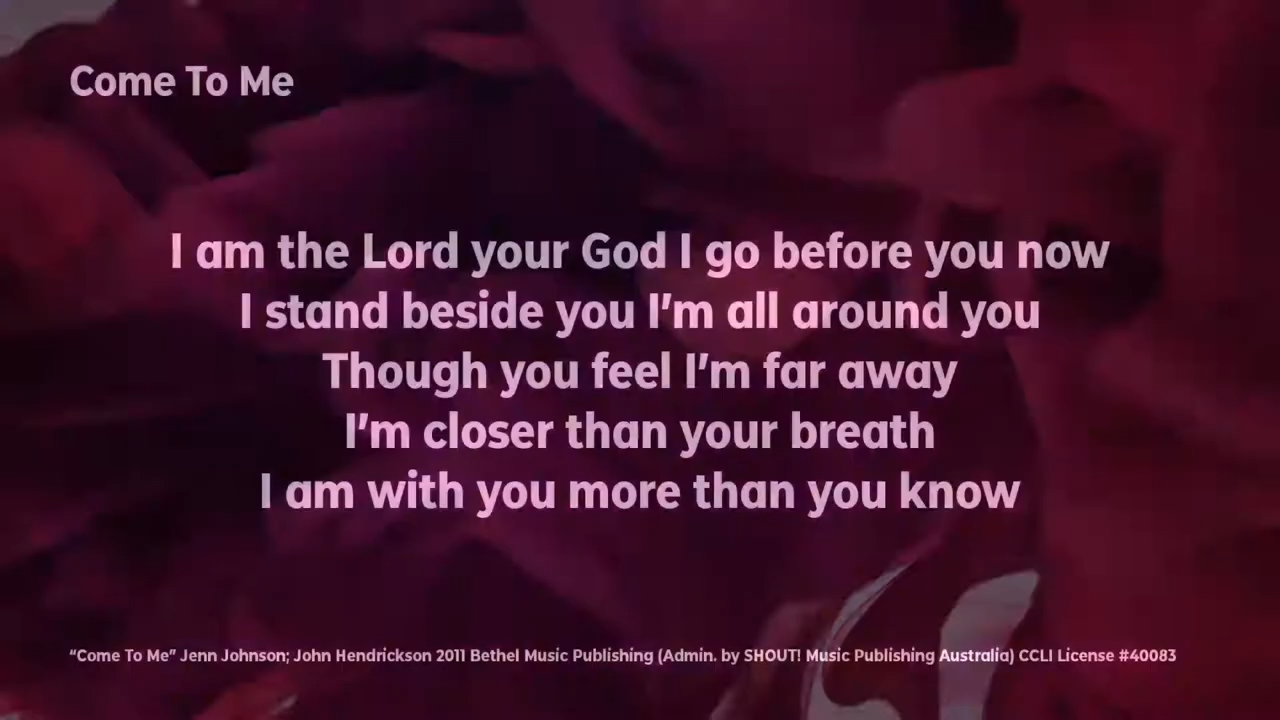 Come To Me
I am the Lord your God I go before you now
I stand beside you I'm all around you
Though you feel I'm far away
I'm closer than your breath
I am with you more than you know
“Come To Me” Jenn Johnson; John Hendrickson 2011 Bethel Music Publishing (Admin. by SHOUT! Music Publishing Australia) CCLI License #40083